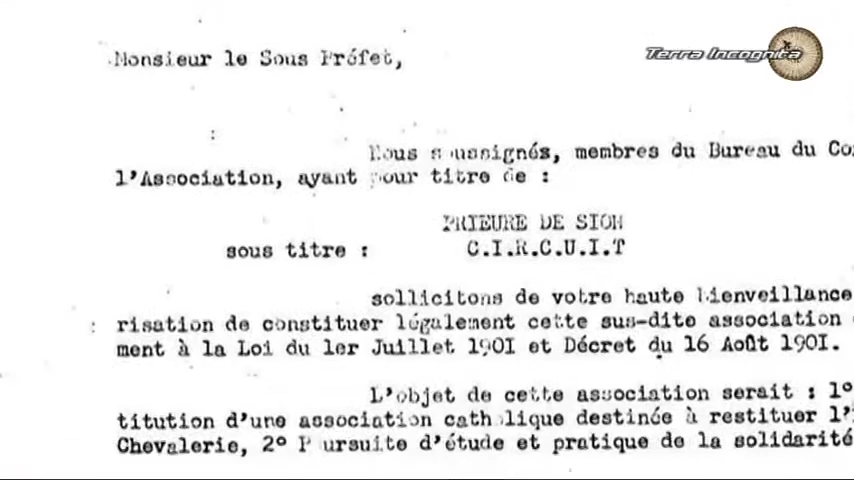 Terra Incognita
Monsieur le Sous Préfet,
:
Nous soussignés, membres du Bureau du Co
l'Association, ayant pour titre de :
PRIEURE DE SION
sous titre : C.I.R.C.U.I.T
sollicitons de votre haute bienveillance
: risation de constituer légalement cette sus-dite association
ment à la Loi du 1er Juillet 190I et Décret du 16 Août 190I.
L'objet de cette association serait : 1°
titution d'une association catholique destinée à restituer l'
Chevalerie, 2° Poursuite d'étude et pratique de la solidarité